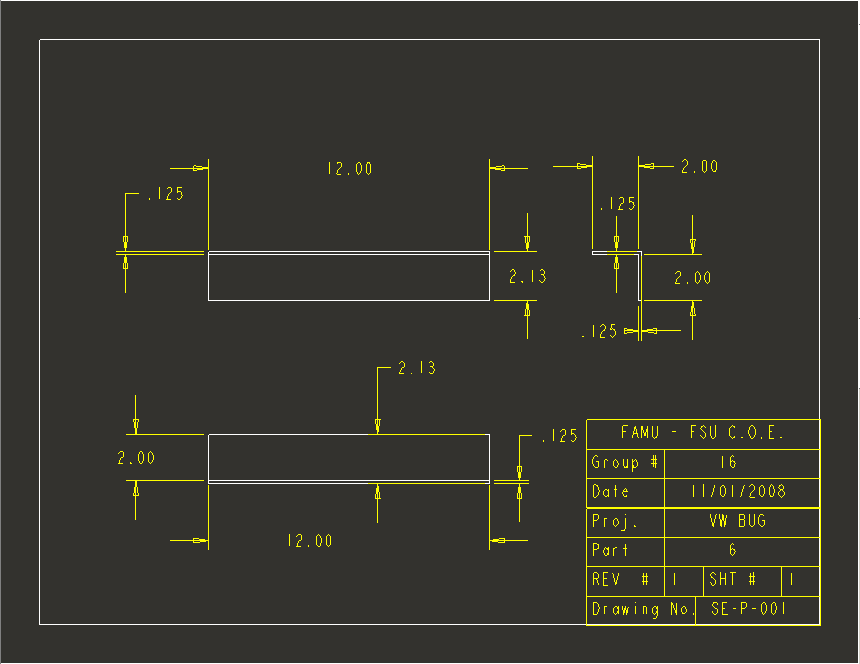 12.00
2.00
.125
.125
2.13
2.00
.125
2.13
2.00
.125
12.00
FAMU - FSU C.O.E.
Group # 16
Date 11/01/2008
Proj. VW BUG
Part 6
REV # 1 SHT # 1
Drawing No. SE-P-001